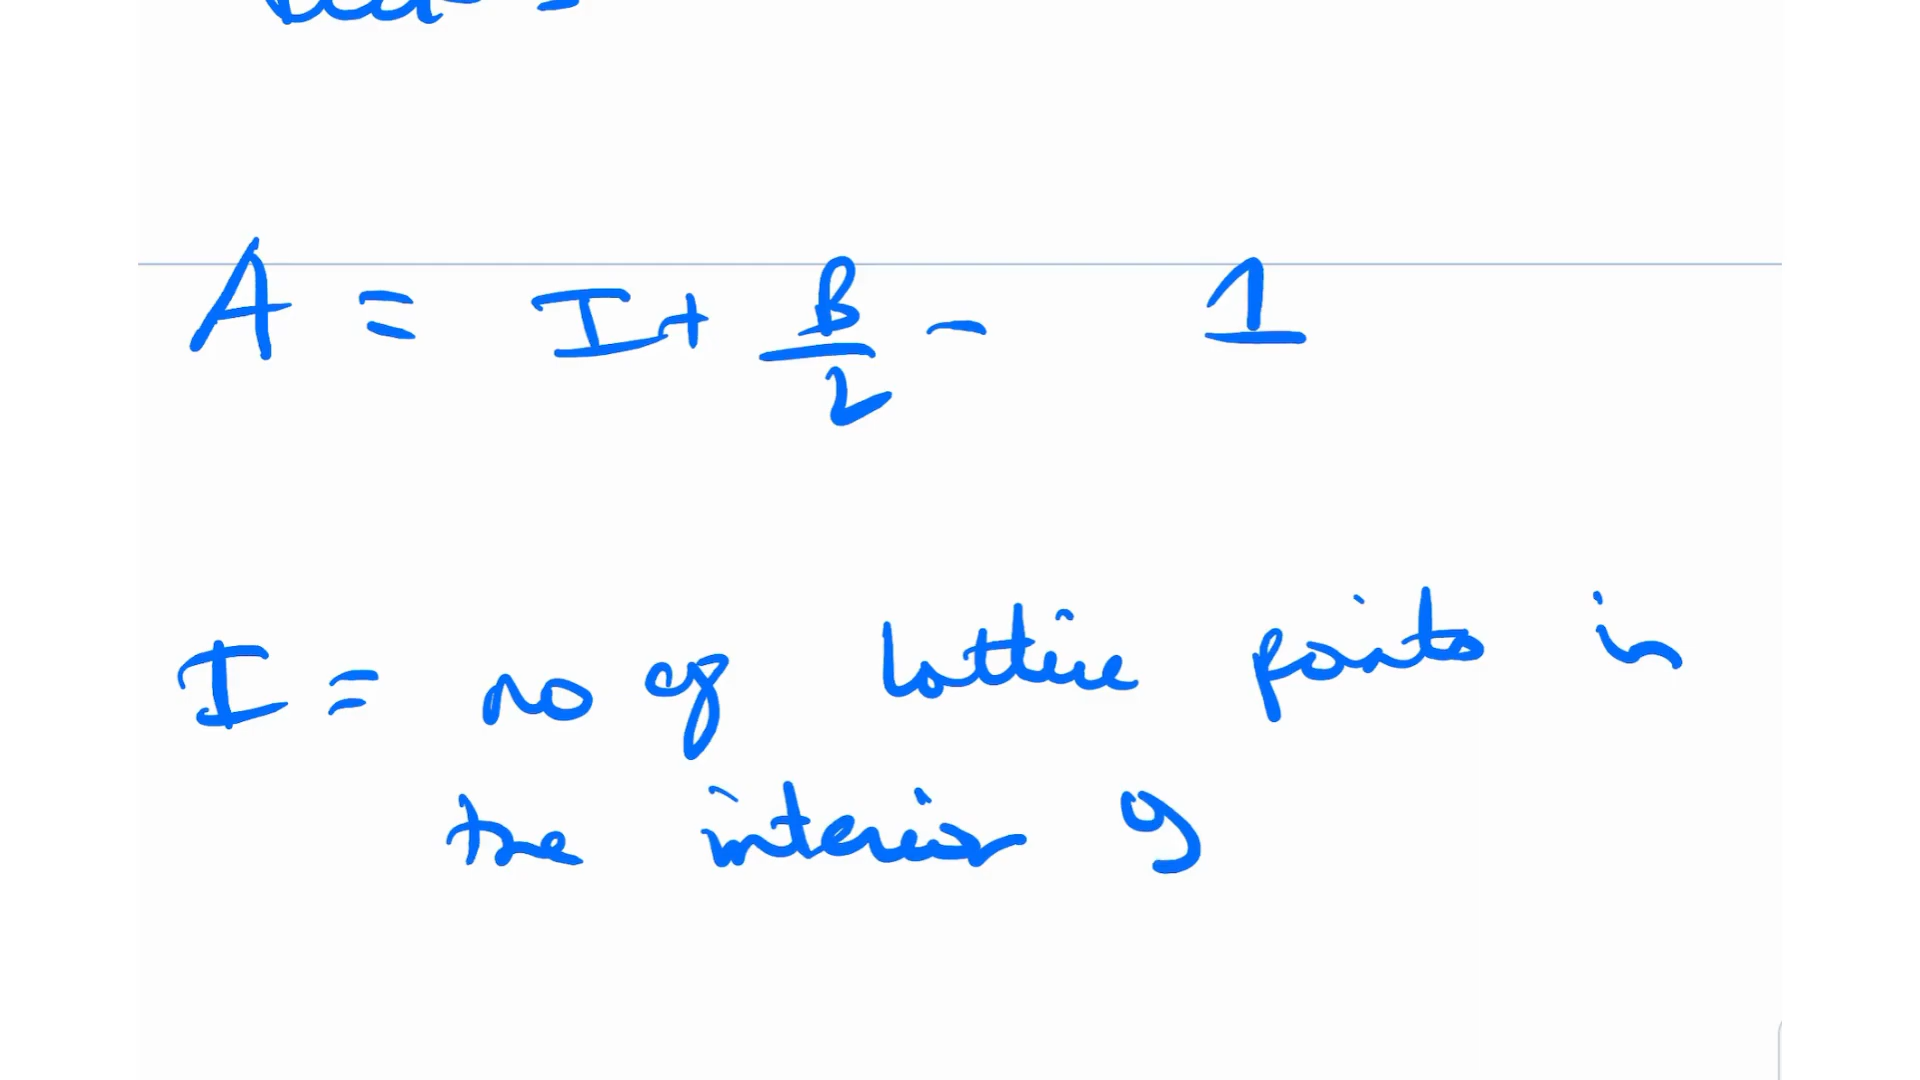 A = I + B/2 - 1
I = no of lattice points in
the interior of